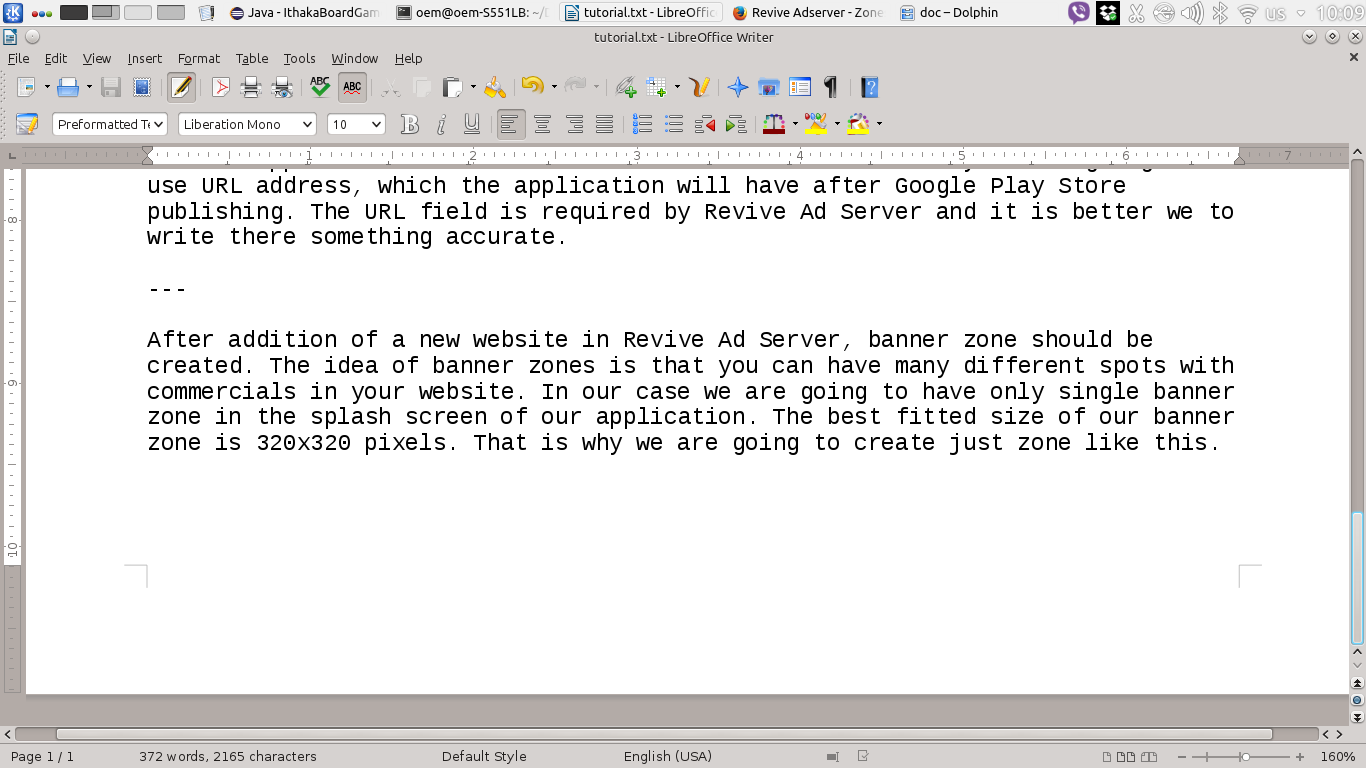 Java - IthakaBoardGam
oem@oem-S551LB: ~/t
tutorial.txt - LibreOffic
Revive Adserver - Zone
doc – Dolphin
us
10:09
tutorial.txt - LibreOffice Writer
File Edit View Insert Format Table Tools Window Help
ABC
ABC
Preformatted Te
Liberation Mono
10
1 2 3 4 5 6 7
use URL address, which the application will have after Google Play Store
publishing. The URL field is required by Revive Ad Server and it is better we to
write there something accurate.
---
After addition of a new website in Revive Ad Server, banner zone should be
created. The idea of banner zones is that you can have many different spots with
commercials in your website. In our case we are going to have only single banner
zone in the splash screen of our application. The best fitted size of our banner
zone is 320x320 pixels. That is why we are going to create just zone like this.
8
9
10
Page 1 / 1
372 words, 2165 characters
Default Style
English (USA)
160%